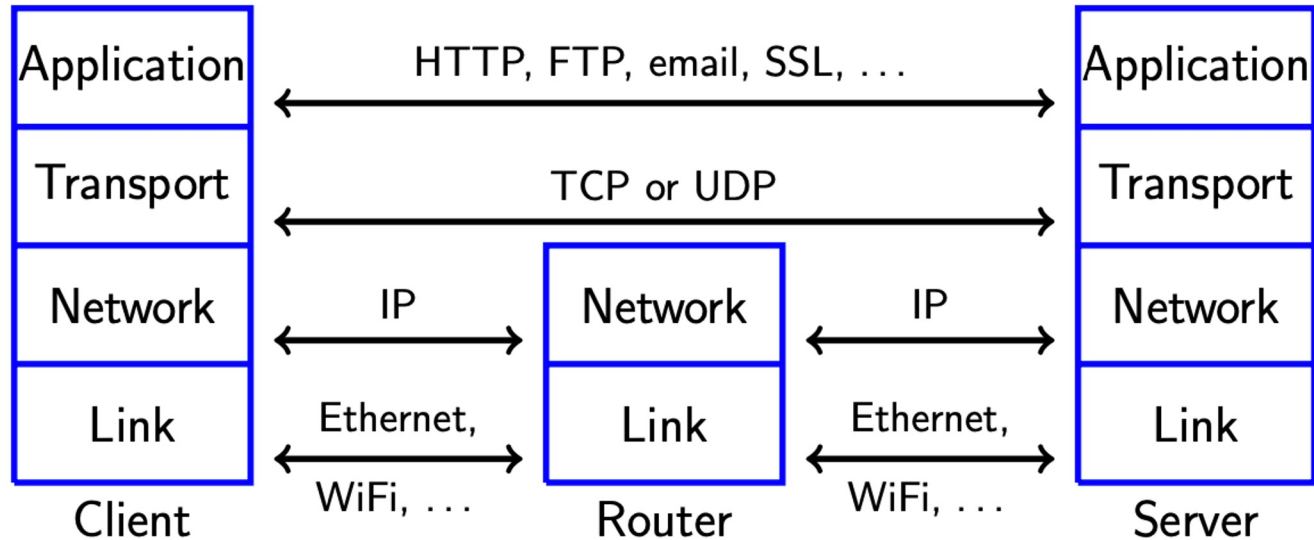 Application HTTP, FTP, email, SSL, ... Application
Transport TCP or UDP Transport
Network IP Network IP Network
Link Ethernet, Link Ethernet, Link
WiFi, ... WiFi, ...
Client Router Server